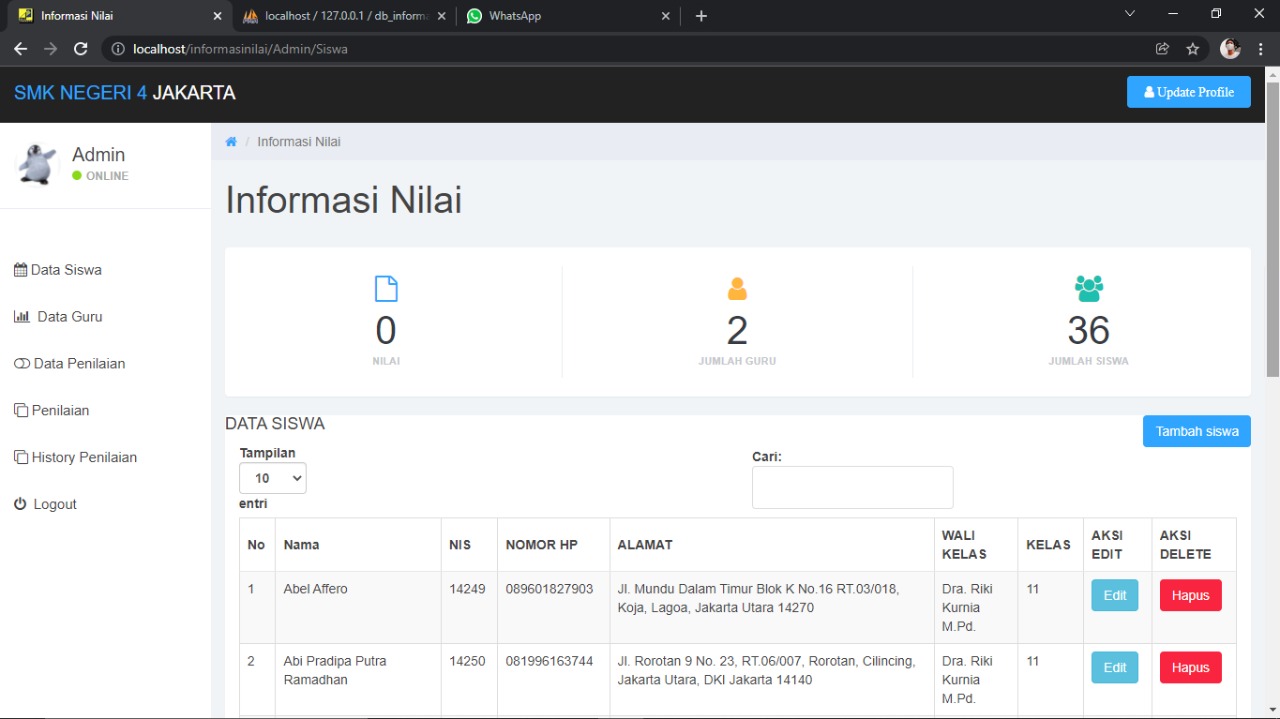 Informasi Nilai
localhost / 127.0.0.1 / db_informa
WhatsApp
localhost/informasinilai/Admin/Siswa
SMK NEGERI 4 JAKARTA
Update Profile
Admin
ONLINE
Data Siswa
Data Guru
Data Penilaian
Penilaian
History Penilaian
Logout
/ Informasi Nilai
Informasi Nilai
0
NILAI
2
JUMLAH GURU
36
JUMLAH SISWA
DATA SISWA
Tambah siswa
Tampilan
10
entri
Cari:
No Nama NIS NOMOR HP ALAMAT WALI KELAS KELAS AKSI EDIT AKSI DELETE
1 Abel Affero 14249 089601827903 Jl. Mundu Dalam Timur Blok K No.16 RT.03/018, Dra. Riki 11 Edit Hapus
Koja, Lagoa, Jakarta Utara 14270 Kurnia
M.Pd.
2 Abi Pradipa Putra 14250 081996163744 Jl. Rorotan 9 No. 23, RT.06/007, Rorotan, Cilincing, Dra. Riki 11 Edit Hapus
Ramadhan Jakarta Utara, DKI Jakarta 14140 Kurnia
M.Pd.